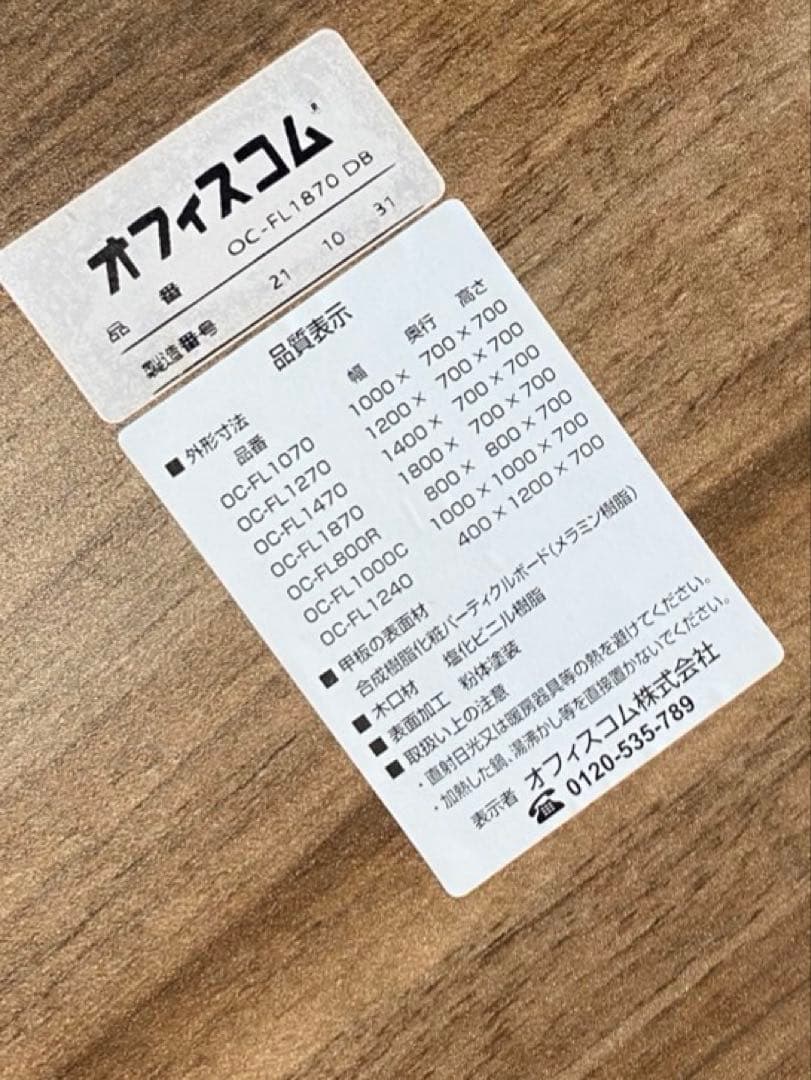 オフィスコム
品番 OC-FL1870 DB
製造番号 21 10 31
品質表示
■ 外形寸法
品番 幅 奥行 高さ
OC-FL1070 1000× 700×700
OC-FL1270 1200× 700×700
OC-FL1470 1400× 700×700
OC-FL1870 1800× 700×700
OC-FL800R 800× 800×700
OC-FL1000C 1000×1000×700
OC-FL1240 400×1200×700
■ 甲板の表面材
合成樹脂化粧パーティクルボード(メラミン樹脂)
■ 木口材 塩化ビニル樹脂
■ 表面加工 粉体塗装
■ 取扱い上の注意
・直射日光又は暖房器具等の熱を避けてください。
・加熱した鍋、湯沸かし等を直接置かないでください。
表示者 オフィスコム株式会社
☎ 0120-535-789